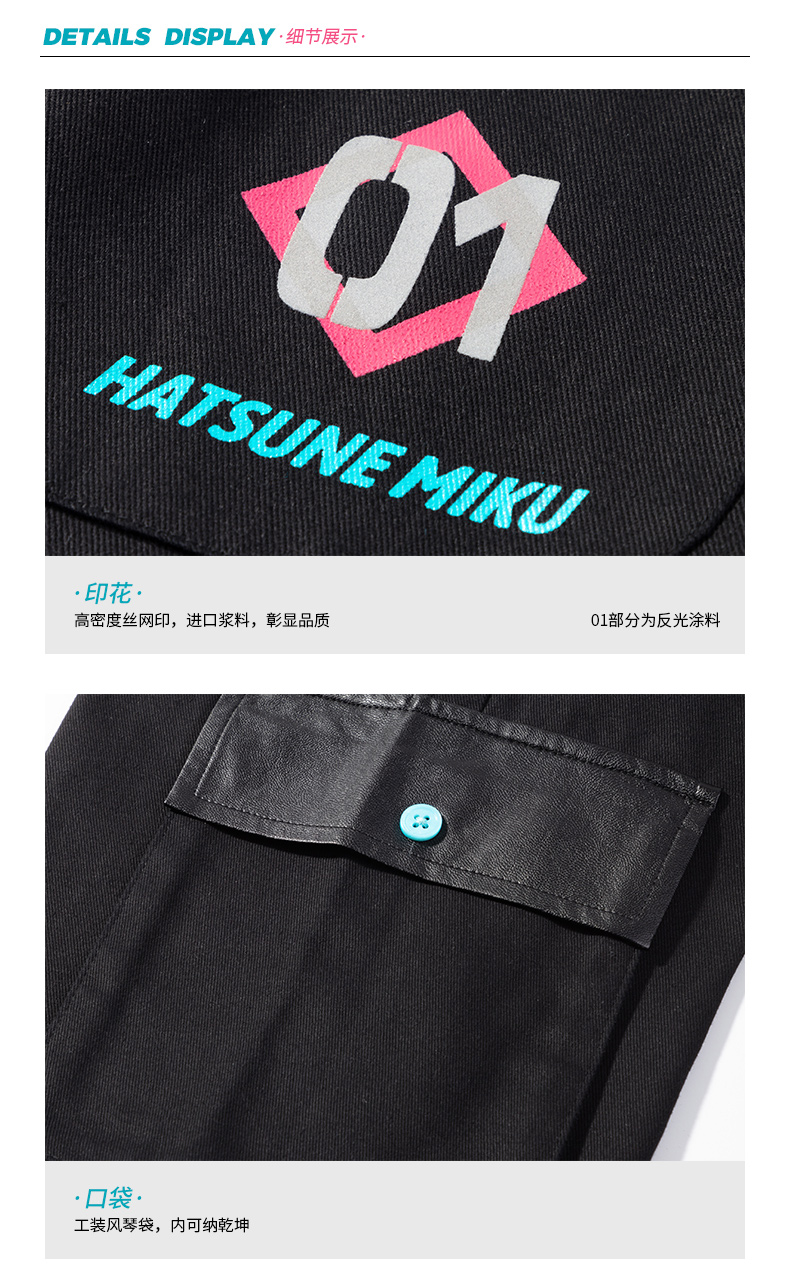 DETAILS DISPLAY ·细节展示·
01
HATSUNE MIKU
·印花·
高密度丝网印，进口浆料，彰显品质
01部分为反光涂料
·口袋·
工装风琴袋，内可纳乾坤